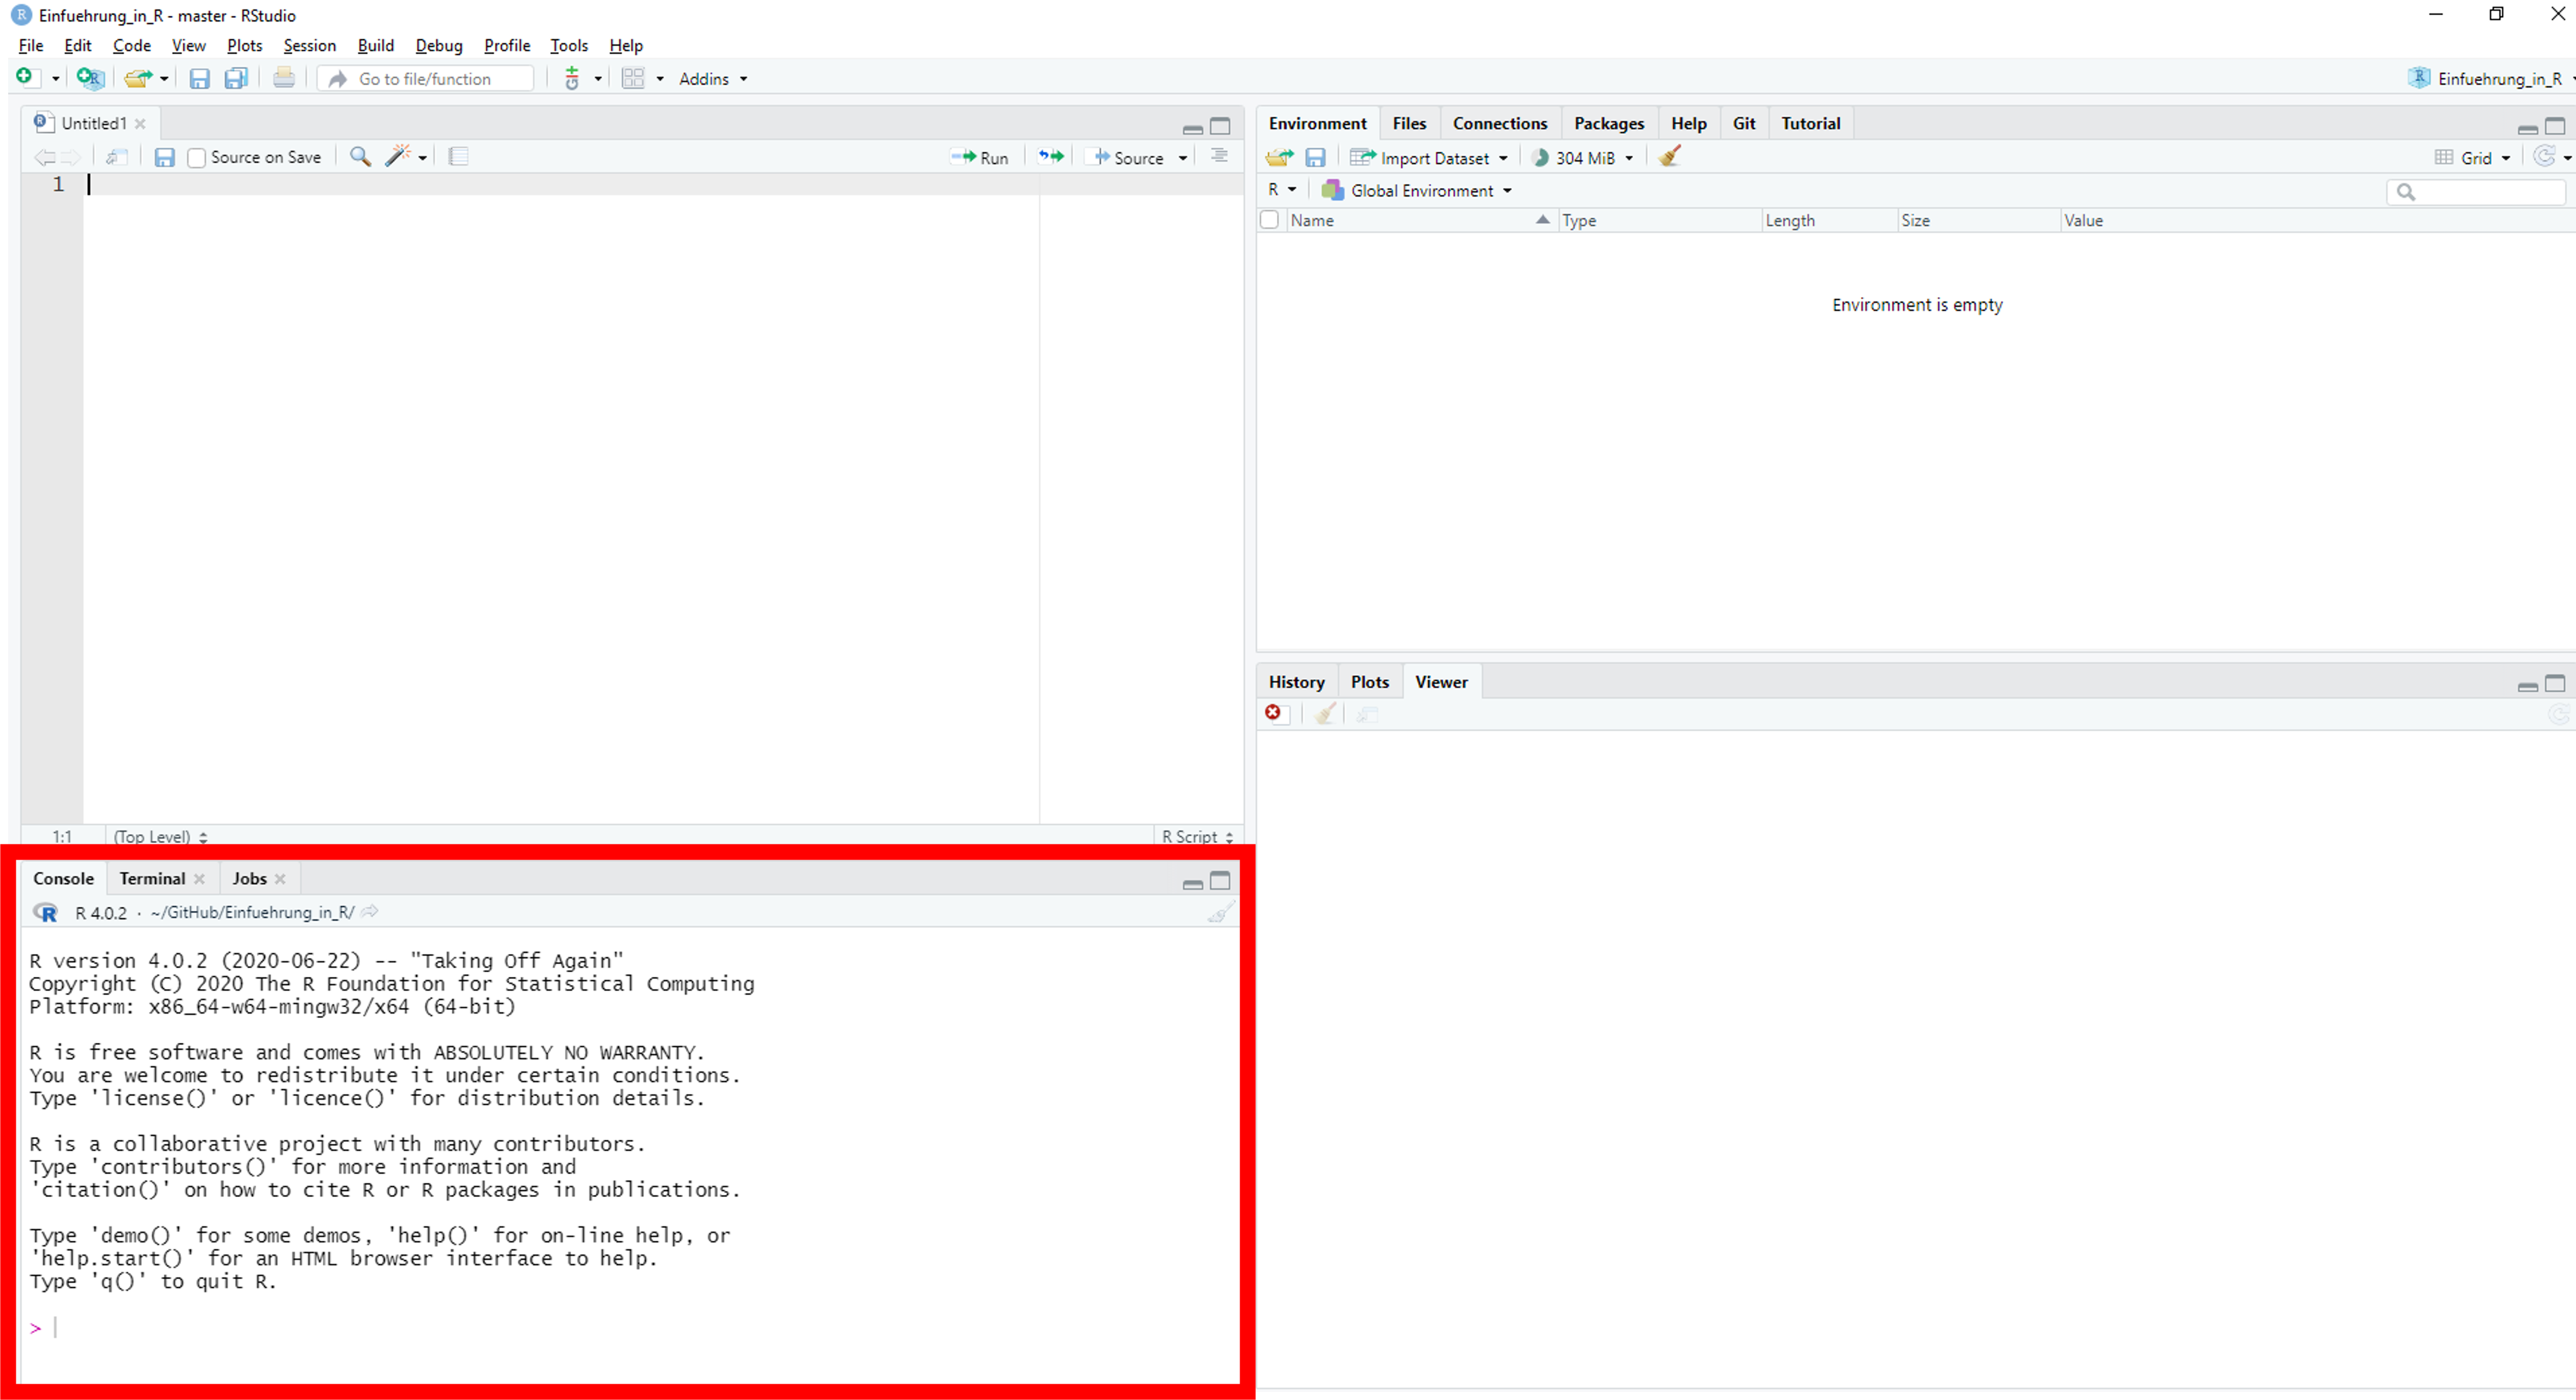 Einfuehrung_in_R - master - RStudio
File Edit Code View Plots Session Build Debug Profile Tools Help
Go to file/function Addins Einfuehrung_in_R
Untitled1
Source on Save Run Source
1
1:1 (Top Level) R Script
Environment Files Connections Packages Help Git Tutorial
Import Dataset 304 MiB Grid
R Global Environment
Name Type Length Size Value
Environment is empty
History Plots Viewer
Console Terminal Jobs
R 4.0.2 · ~/GitHub/Einfuehrung_in_R/
R version 4.0.2 (2020-06-22) -- "Taking Off Again"
Copyright (C) 2020 The R Foundation for Statistical Computing
Platform: x86_64-w64-mingw32/x64 (64-bit)
R is free software and comes with ABSOLUTELY NO WARRANTY.
You are welcome to redistribute it under certain conditions.
Type 'license()' or 'licence()' for distribution details.
R is a collaborative project with many contributors.
Type 'contributors()' for more information and
'citation()' on how to cite R or R packages in publications.
Type 'demo()' for some demos, 'help()' for on-line help, or
'help.start()' for an HTML browser interface to help.
Type 'q()' to quit R.
>